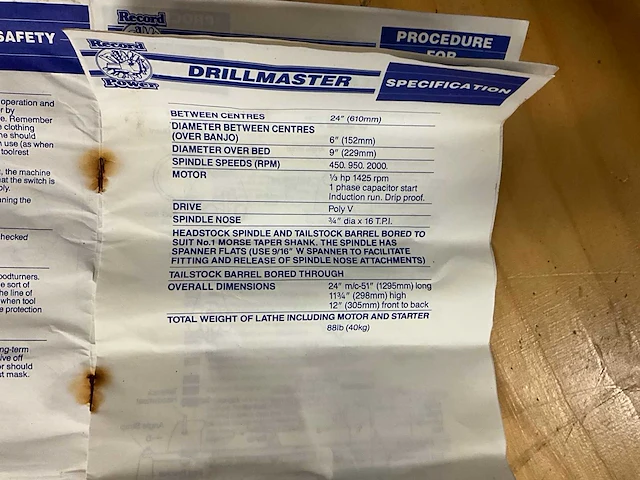 SAFETY
operation and
r by
e. Remember
clothing
e should
n use (as when
toolrest
t, the machine
at the switch is
ply.
aning the
hecked
oodturners.
e sort of
he line of
when tool
e protection
ng-term
lve off
or should
st mask.
Record
PROCEDURE
FOR
Record
Power
DRILLMASTER
SPECIFICATION
BETWEEN CENTRES 24" (610mm)
DIAMETER BETWEEN CENTRES
(OVER BANJO) 6" (152mm)
DIAMETER OVER BED 9" (229mm)
SPINDLE SPEEDS (RPM) 450. 950. 2000.
MOTOR ⅓ hp 1425 rpm
1 phase capacitor start
Induction run. Drip proof.
DRIVE Poly V
SPINDLE NOSE ¾" dia x 16 T.P.I.
HEADSTOCK SPINDLE AND TAILSTOCK BARREL BORED TO
SUIT No.1 MORSE TAPER SHANK. THE SPINDLE HAS
SPANNER FLATS (USE 9/16" W SPANNER TO FACILITATE
FITTING AND RELEASE OF SPINDLE NOSE ATTACHMENTS)
TAILSTOCK BARREL BORED THROUGH
OVERALL DIMENSIONS 24" m/c-51" (1295mm) long
11¾" (298mm) high
12" (305mm) front to back
TOTAL WEIGHT OF LATHE INCLUDING MOTOR AND STARTER
88lb (40kg)